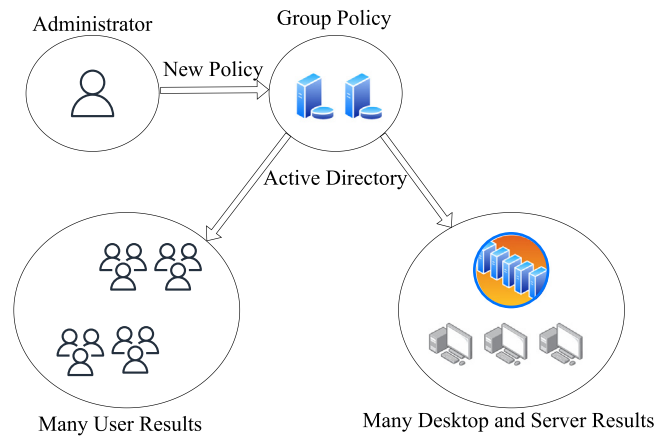 Administrator
Group Policy
New Policy
Active Directory
Many User Results
Many Desktop and Server Results